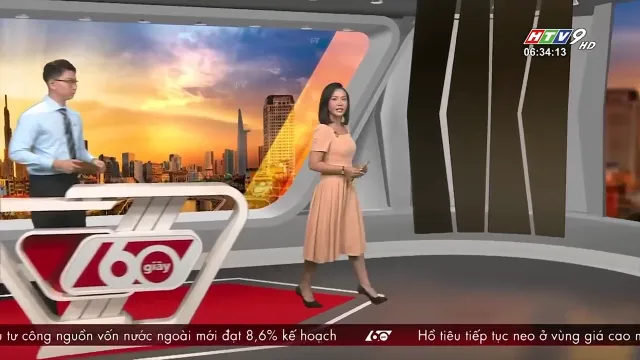 HTV9 HD
06:34:13
60 giây
tư công nguồn vốn nước ngoài mới đạt 8,6% kế hoạch 60 Hồ tiêu tiếp tục neo ở vùng giá cao